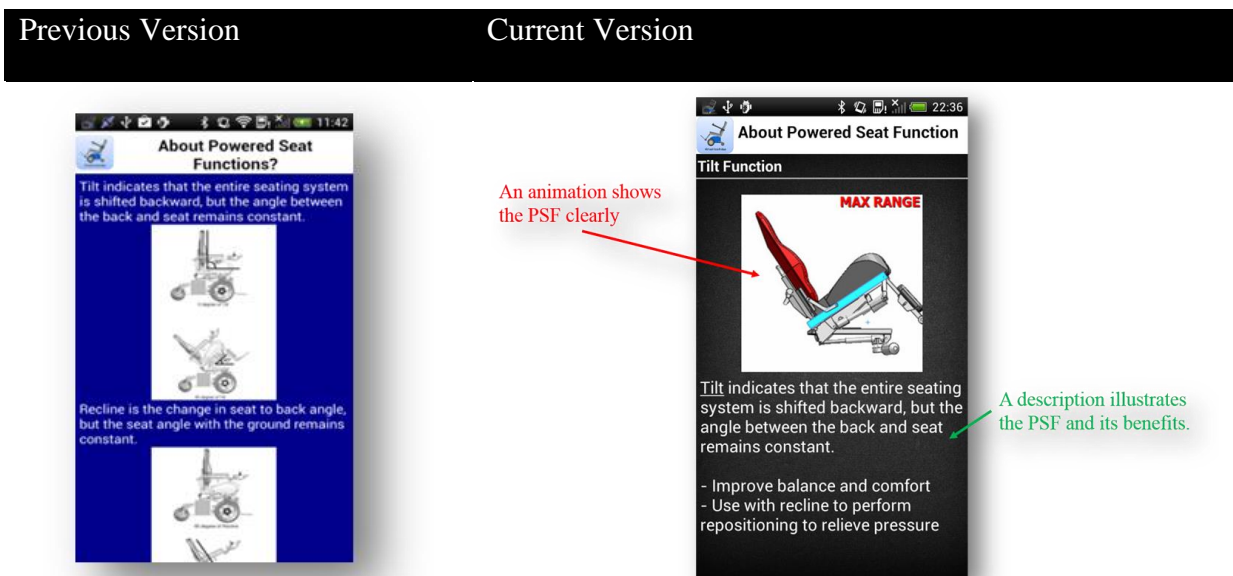 Previous Version
Current Version
11:42
About Powered Seat
Functions?
Tilt indicates that the entire seating system
is shifted backward, but the angle between
the back and seat remains constant.
Recline is the change in seat to back angle,
but the seat angle with the ground remains
constant.
An animation shows
the PSF clearly
22:36
About Powered Seat Function
Tilt Function
MAX RANGE
Tilt indicates that the entire seating
system is shifted backward, but the
angle between the back and seat
remains constant.
- Improve balance and comfort
- Use with recline to perform
repositioning to relieve pressure
A description illustrates
the PSF and its benefits.